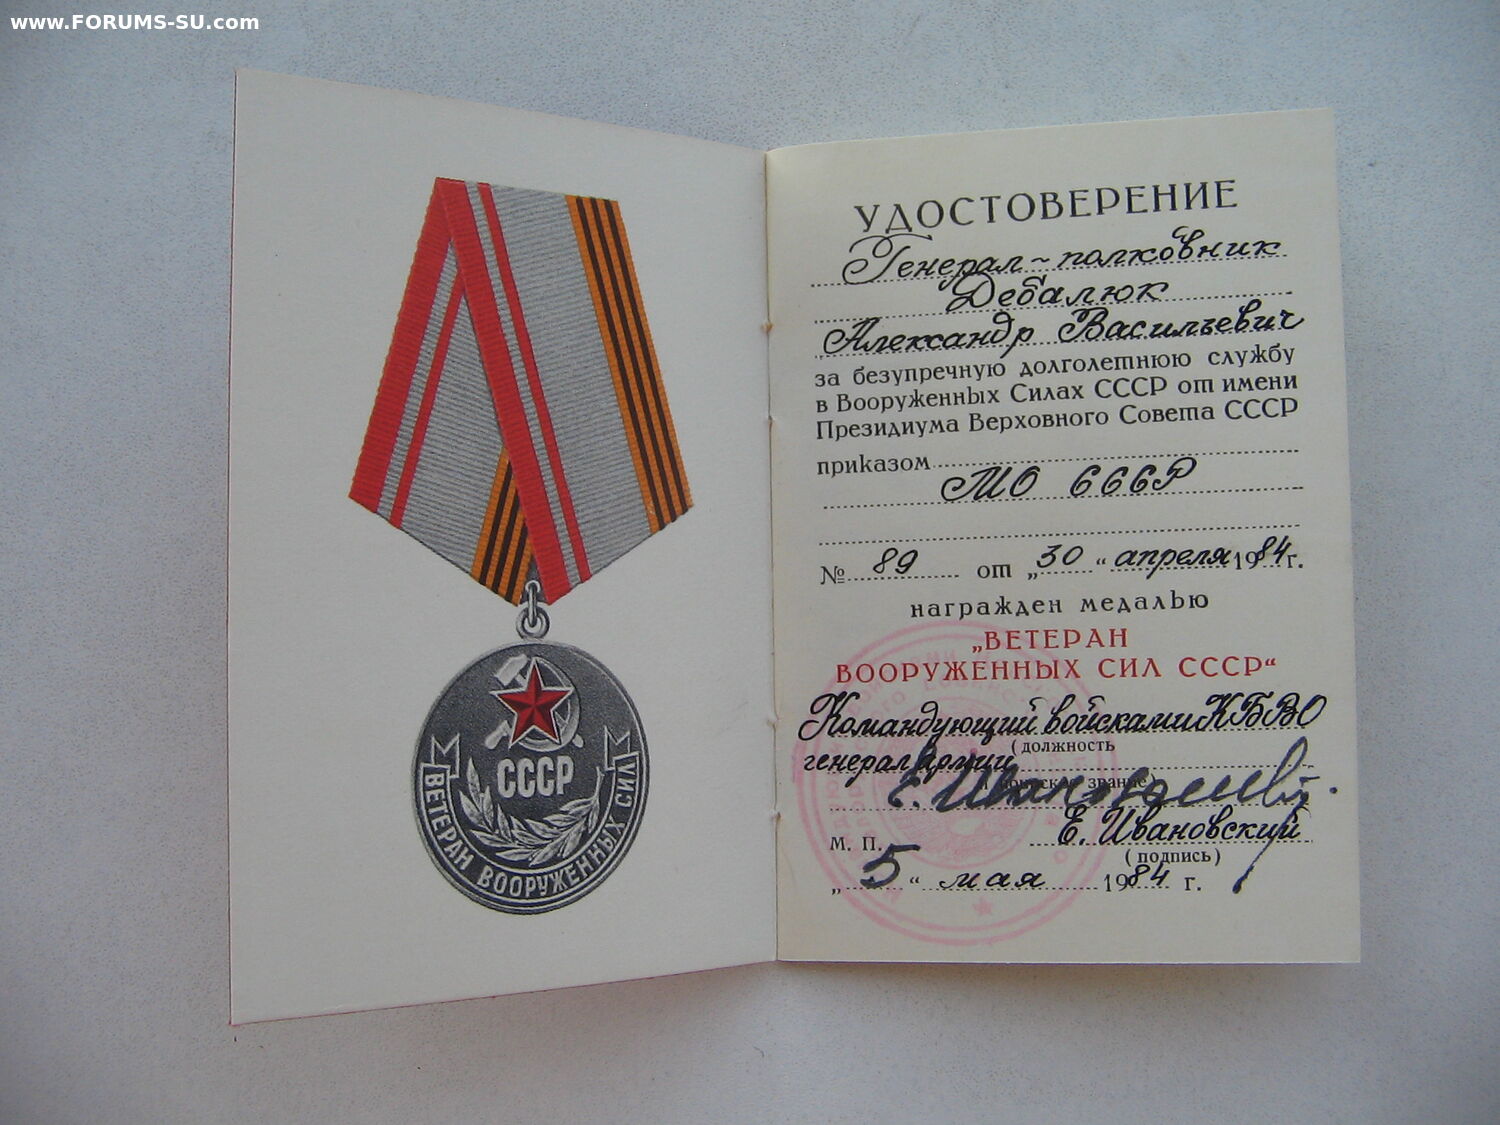 www.FORUMS-SU.com
СССР
ВЕТЕРАН ВООРУЖЕННЫХ СИЛ
УДОСТОВЕРЕНИЕ
Генерал-полковник
Дебалюк
Александр Васильевич
за безупречную долголетнюю службу
в Вооруженных Силах СССР от имени
Президиума Верховного Совета СССР
приказом
МО СССР
№ 89 от „30“ апреля 1984 г.
награжден медалью
„ВЕТЕРАН
ВООРУЖЕННЫХ СИЛ СССР“
Командующий войсками КБВО
(должность
генерал армии
звание)
Е. Ивановский
м. п. Е. Ивановский
(подпись)
„5“ мая 1984 г.